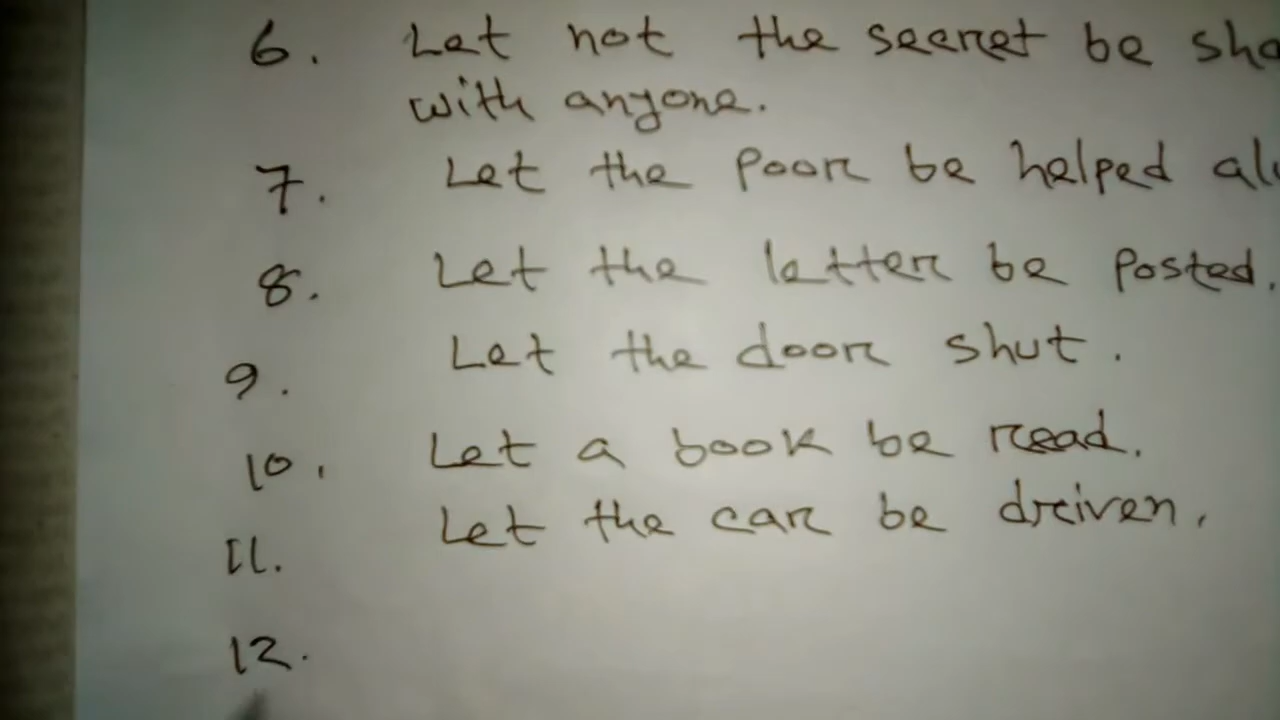 6. Let not the secret be
with anyone.
7. Let the poor be helped
8. Let the letter be posted.
9. Let the door shut.
10. Let a book be read.
11. Let the car be driven.
12.